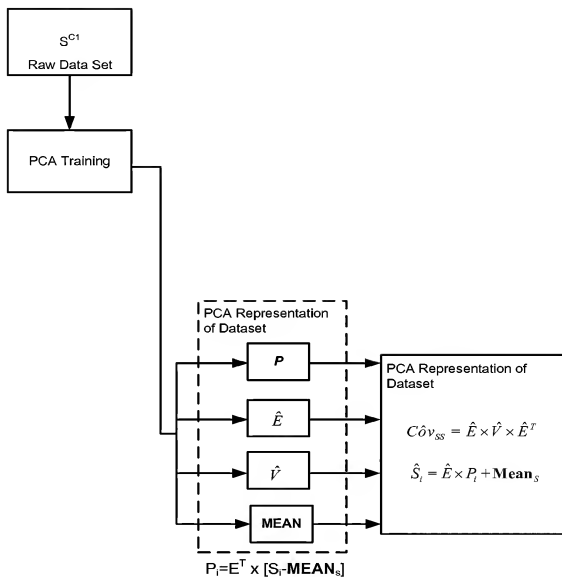 S^C1
Raw Data Set
PCA Training
PCA Representation
of Dataset
P
Ê
V̂
MEAN
P_i=E^T x [S_i-MEAN_s]
PCA Representation of
Dataset
Côv_SS = Ê × V̂ × Ê^T
Ŝ_i = Ê × P_i + Mean_S